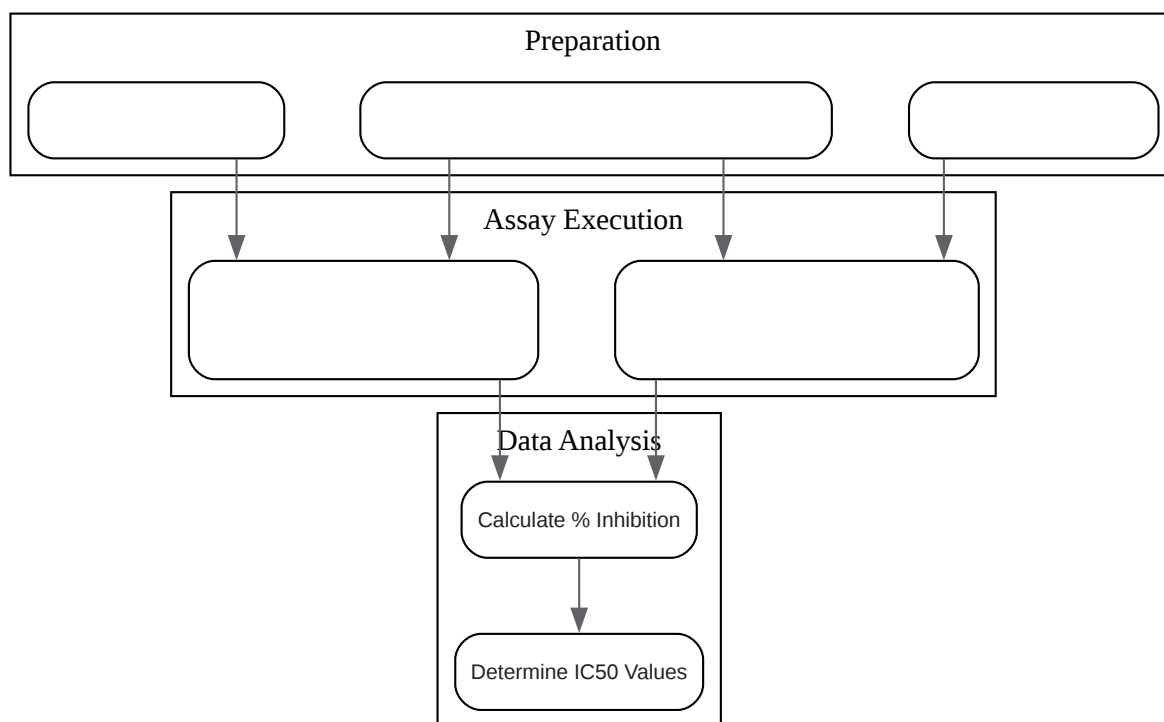 Preparation
Assay Execution
Data Analysis
Calculate % Inhibition
Determine IC50 Values